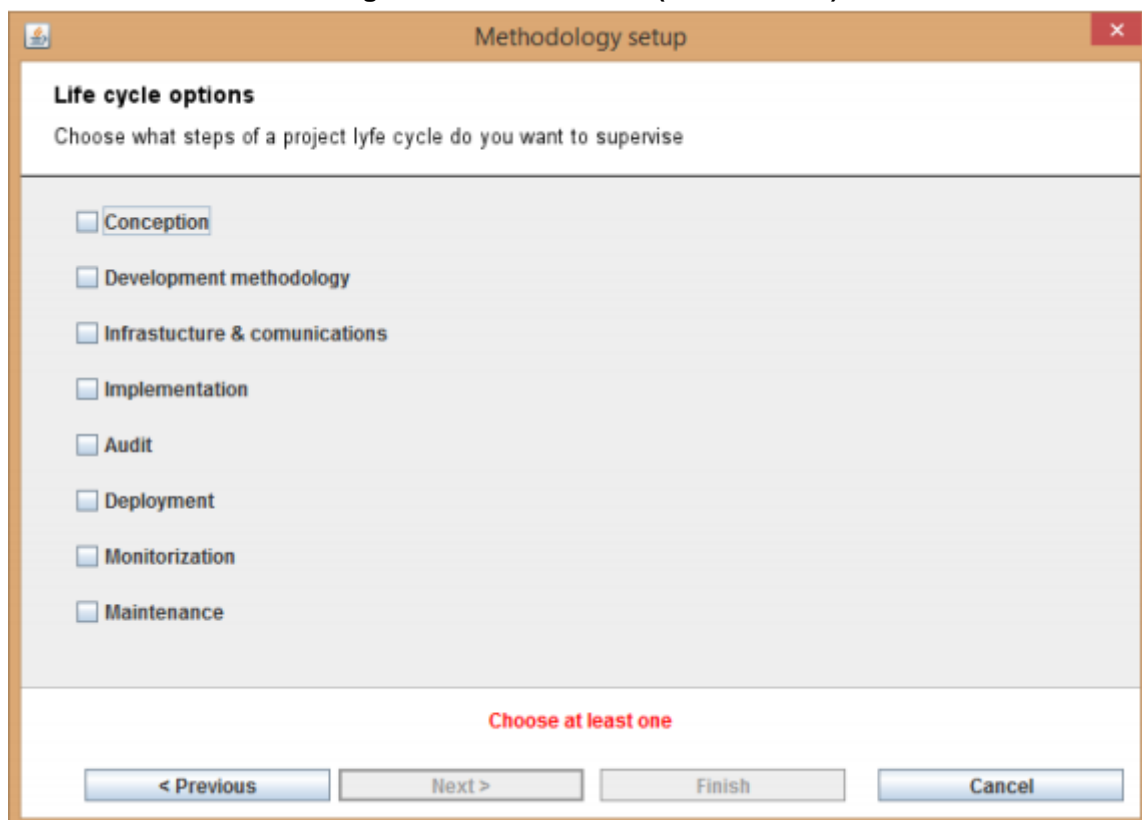 Methodology setup
Life cycle options
Choose what steps of a project lyfe cycle do you want to supervise
Conception
Development methodology
Infrastucture & comunications
Implementation
Audit
Deployment
Monitorization
Maintenance
Choose at least one
< Previous Next > Finish Cancel